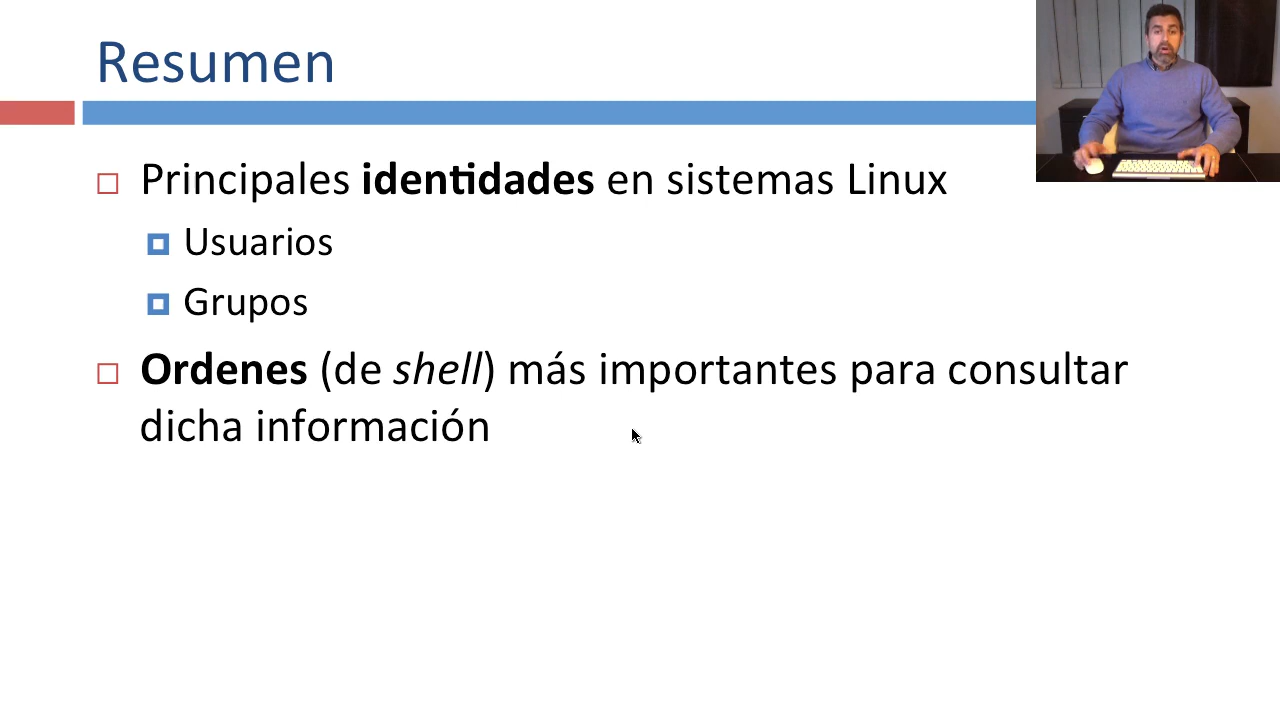 Resumen
Principales identidades en sistemas Linux
Usuarios
Grupos
Ordenes (de shell) más importantes para consultar
dicha información